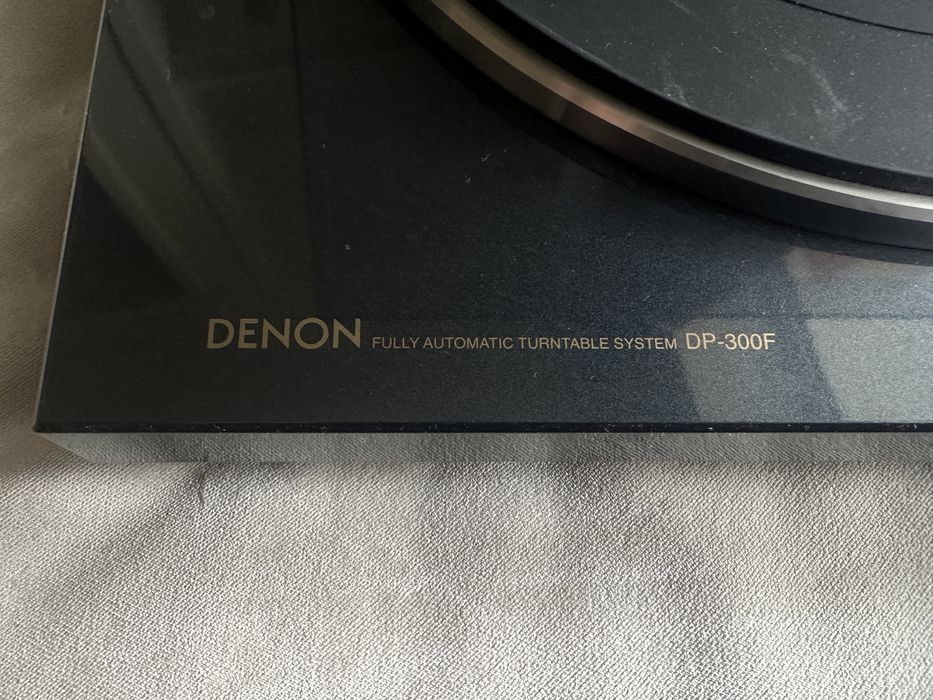 DENON FULLY AUTOMATIC TURNTABLE SYSTEM DP-300F